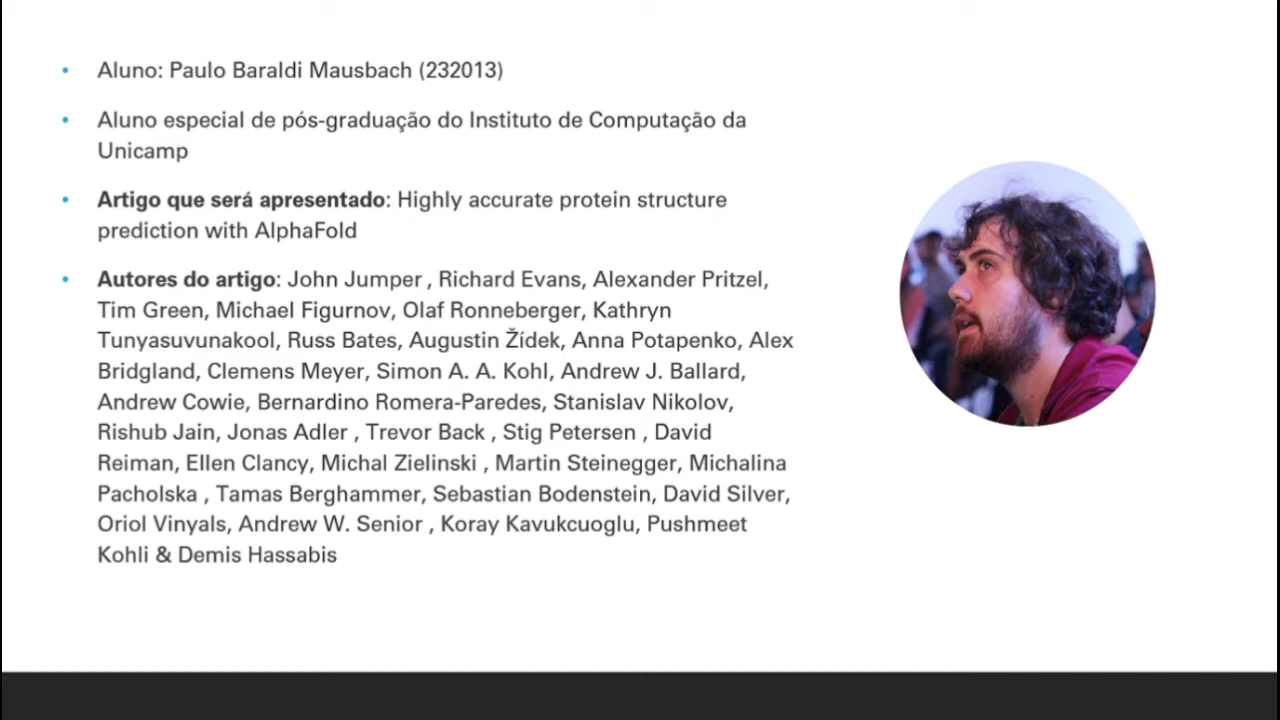 • Aluno: Paulo Baraldi Mausbach (232013)
• Aluno especial de pós-graduação do Instituto de Computação da
Unicamp
• Artigo que será apresentado: Highly accurate protein structure
prediction with AlphaFold
• Autores do artigo: John Jumper , Richard Evans, Alexander Pritzel,
Tim Green, Michael Figurnov, Olaf Ronneberger, Kathryn
Tunyasuvunakool, Russ Bates, Augustin Žídek, Anna Potapenko, Alex
Bridgland, Clemens Meyer, Simon A. A. Kohl, Andrew J. Ballard,
Andrew Cowie, Bernardino Romera-Paredes, Stanislav Nikolov,
Rishub Jain, Jonas Adler , Trevor Back , Stig Petersen , David
Reiman, Ellen Clancy, Michal Zielinski , Martin Steinegger, Michalina
Pacholska , Tamas Berghammer, Sebastian Bodenstein, David Silver,
Oriol Vinyals, Andrew W. Senior , Koray Kavukcuoglu, Pushmeet
Kohli & Demis Hassabis